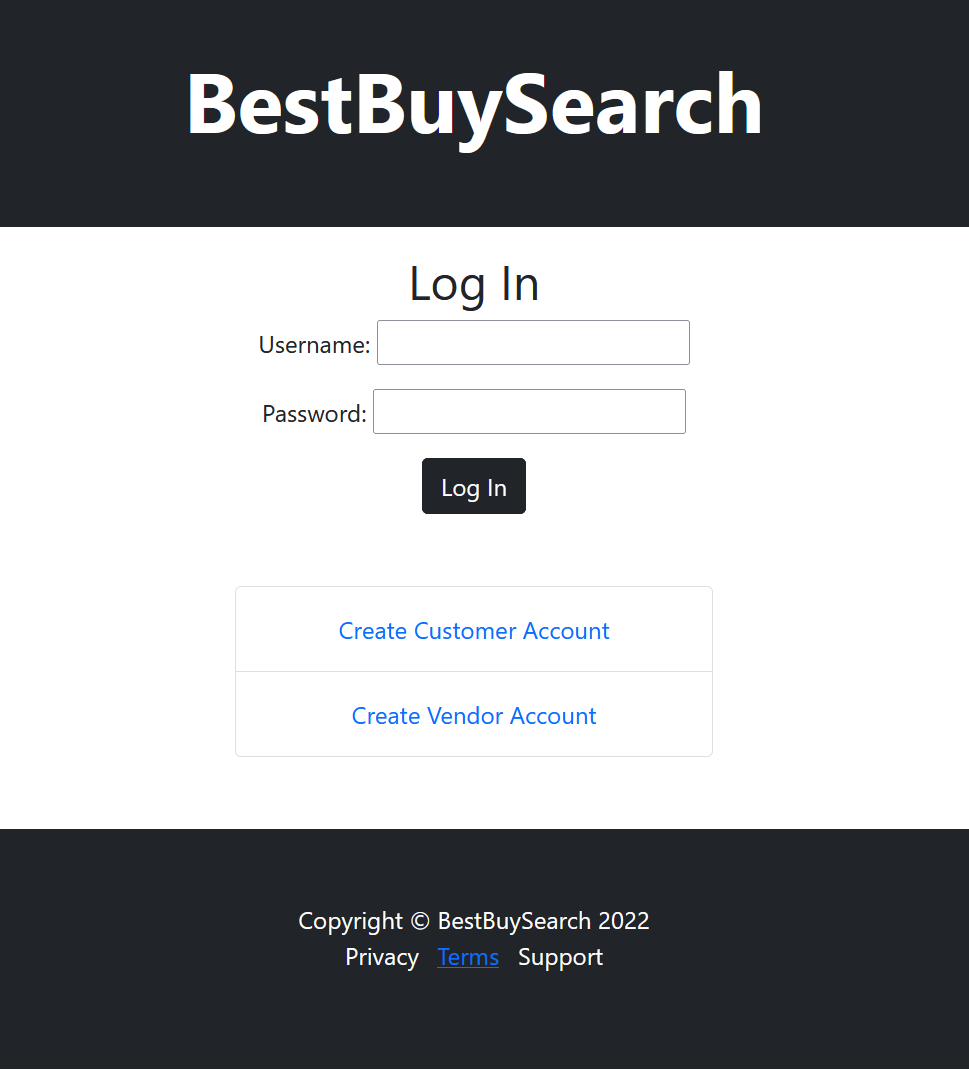 BestBuySearch
Log In
Username:
Password:
Log In
Create Customer Account
Create Vendor Account
Copyright © BestBuySearch 2022
Privacy Terms Support